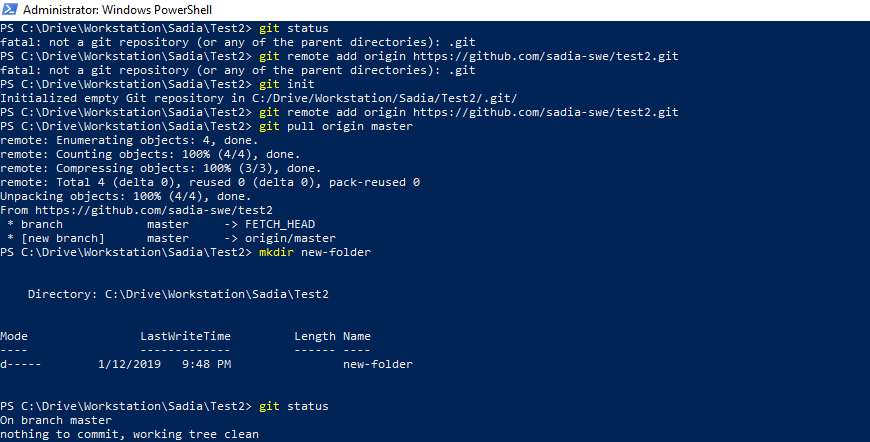 Administrator: Windows PowerShell
PS C:\Drive\Workstation\Sadia\Test2> git status
fatal: not a git repository (or any of the parent directories): .git
PS C:\Drive\Workstation\Sadia\Test2> git remote add origin https://github.com/sadia-swe/test2.git
fatal: not a git repository (or any of the parent directories): .git
PS C:\Drive\Workstation\Sadia\Test2> git init
Initialized empty Git repository in C:/Drive/Workstation/Sadia/Test2/.git/
PS C:\Drive\Workstation\Sadia\Test2> git remote add origin https://github.com/sadia-swe/test2.git
PS C:\Drive\Workstation\Sadia\Test2> git pull origin master
remote: Enumerating objects: 4, done.
remote: Counting objects: 100% (4/4), done.
remote: Compressing objects: 100% (3/3), done.
remote: Total 4 (delta 0), reused 0 (delta 0), pack-reused 0
Unpacking objects: 100% (4/4), done.
From https://github.com/sadia-swe/test2
 * branch            master     -> FETCH_HEAD
 * [new branch]      master     -> origin/master
PS C:\Drive\Workstation\Sadia\Test2> mkdir new-folder
    Directory: C:\Drive\Workstation\Sadia\Test2
Mode                LastWriteTime         Length Name
----                -------------         ------ ----
d-----        1/12/2019   9:48 PM                new-folder
PS C:\Drive\Workstation\Sadia\Test2> git status
On branch master
nothing to commit, working tree clean